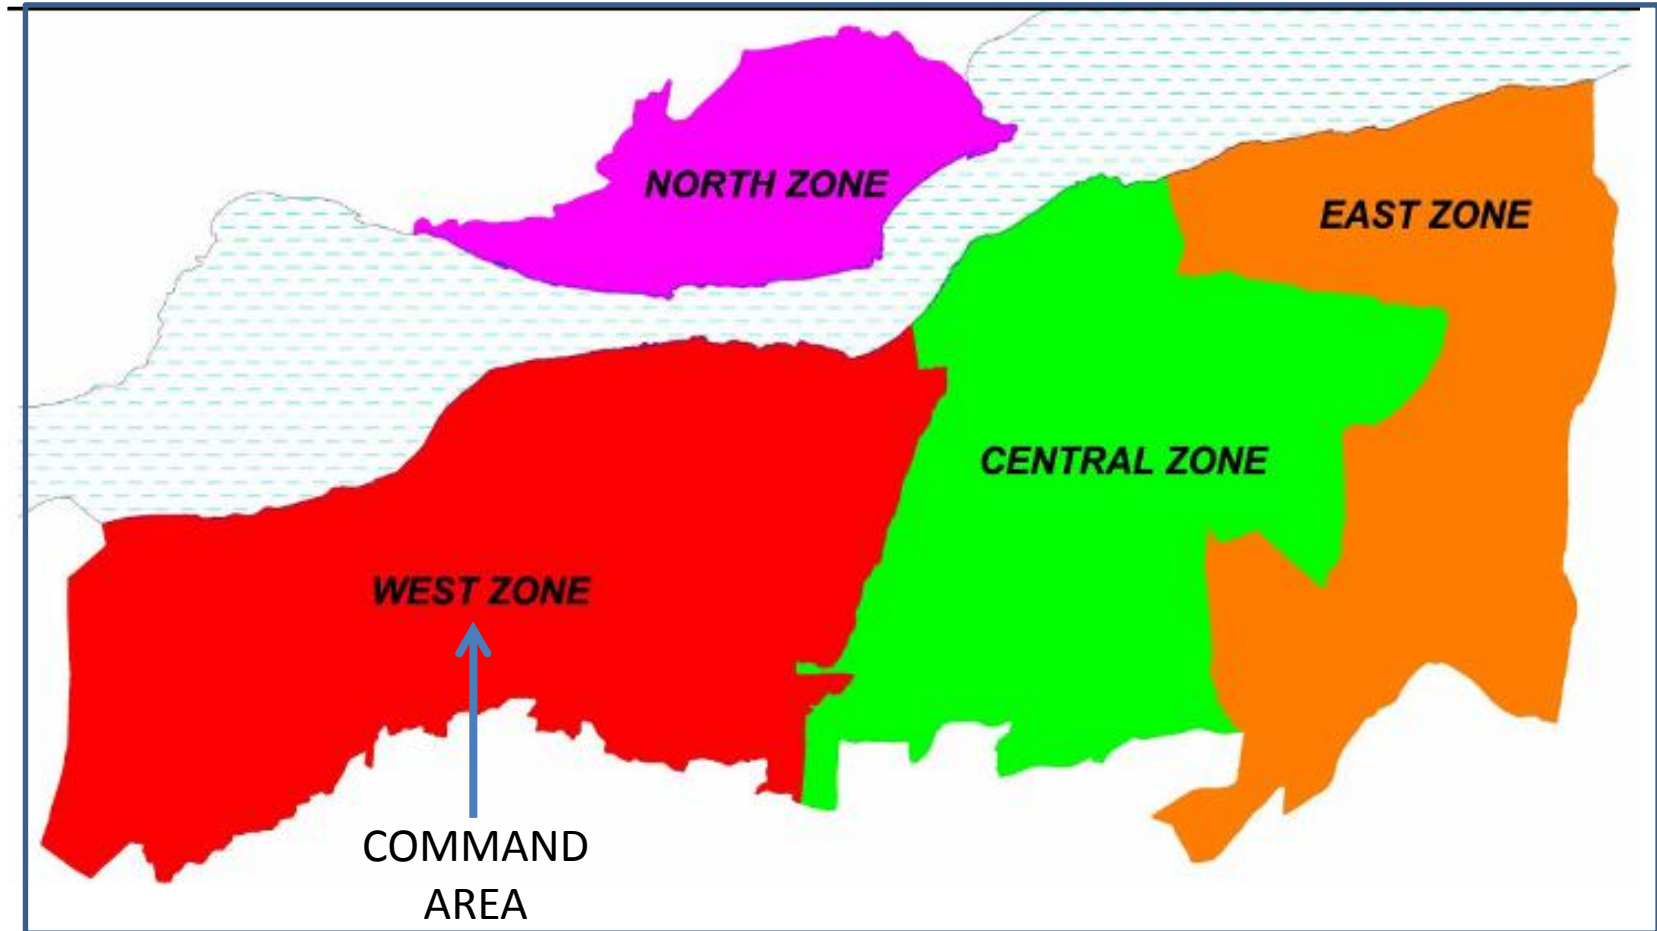 NORTH ZONE
EAST ZONE
CENTRAL ZONE
WEST ZONE
COMMAND
AREA